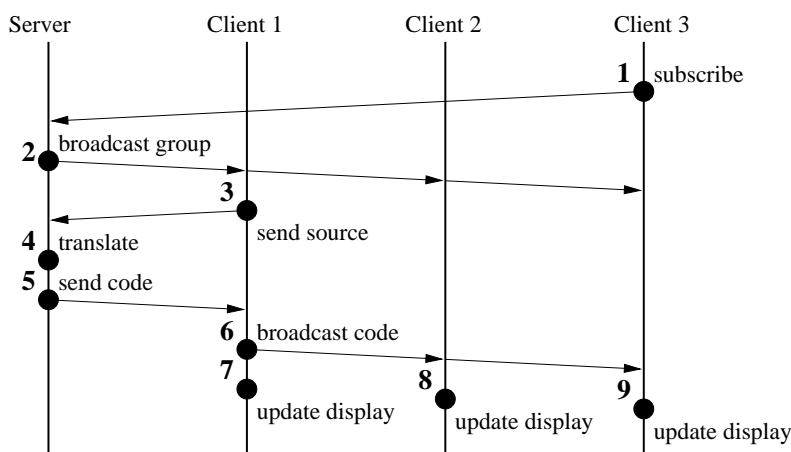 Server
Client 1
Client 2
Client 3
1
subscribe
2
broadcast group
3
send source
4
translate
5
send code
6
broadcast code
7
update display
8
update display
9
update display